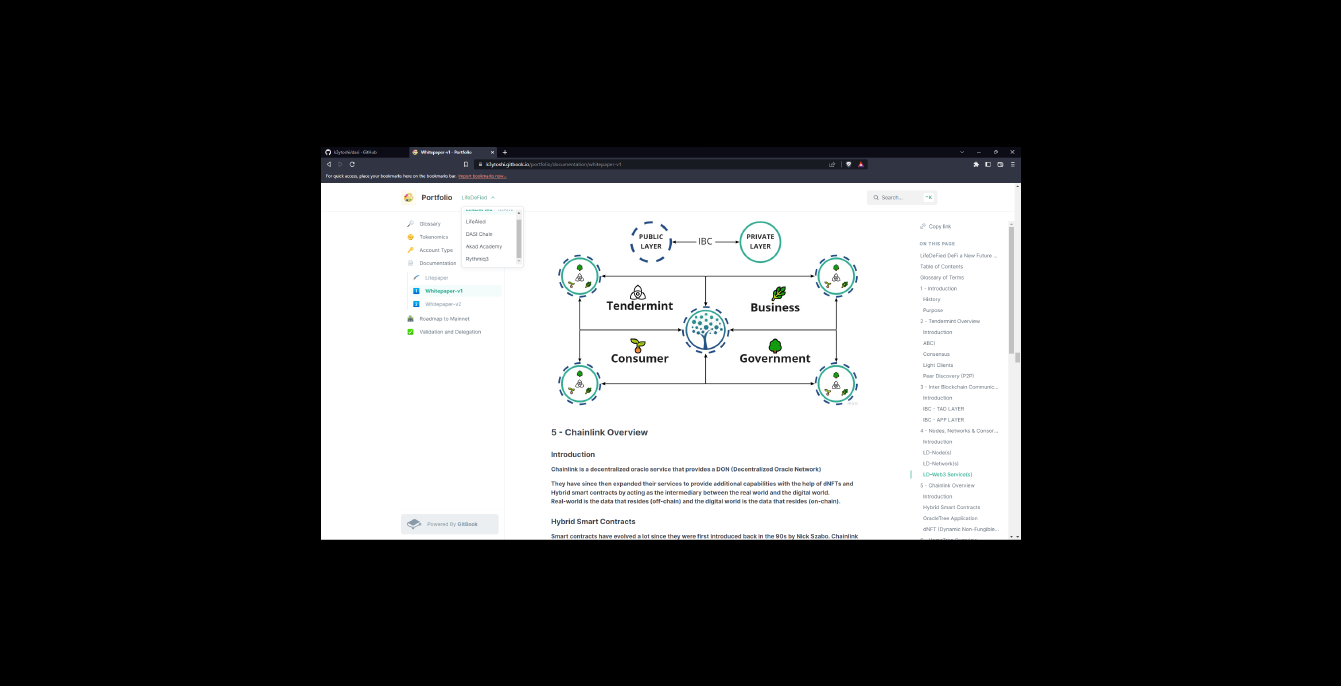 k3ytoshi/dasi · GitHub
Whitepaper-v1 - Portfolio
k3ytoshi.gitbook.io/portfolio/documentation/whitepaper-v1
For quick access, place your bookmarks here on the bookmarks bar. Import bookmarks now...
Portfolio
LifeDeFied
Search...
LifeAled
DASI Chain
Akad Academy
Rythmiq3
Glossary
Tokenomics
Account Type
Documentation
Litepaper
Whitepaper-v1
Whitepaper-v2
Roadmap to Mainnet
Validation and Delegation
Powered By GitBook
PUBLIC
LAYER
IBC
PRIVATE
LAYER
Tendermint
Business
Consumer
Government
5 - Chainlink Overview
Introduction
Chainlink is a decentralized oracle service that provides a DON (Decentralized Oracle Network)
They have since then expanded their services to provide additional capabilities with the help of dNFTs and
Hybrid smart contracts by acting as the intermediary between the real world and the digital world.
Real-world is the data that resides (off-chain) and the digital world is the data that resides (on-chain).
Hybrid Smart Contracts
Smart contracts have evolved a lot since they were first introduced back in the 90s by Nick Szabo. Chainlink
Copy link
ON THIS PAGE
LifeDeFied DeFi a New Future ...
Table of Contents
Glossary of Terms
1 - Introduction
History
Purpose
2 - Tendermint Overview
Introduction
ABCI
Consensus
Light Clients
Peer Discovery (P2P)
3 - Inter Blockchain Communic...
Introduction
IBC - TAO LAYER
IBC - APP LAYER
4 - Nodes, Networks & Conser...
Introduction
LD-Node(s)
LD-Network(s)
LD-Web3 Service(s)
5 - Chainlink Overview
Introduction
Hybrid Smart Contracts
OracleTree Application
dNFT (Dynamic Non-Fungible...